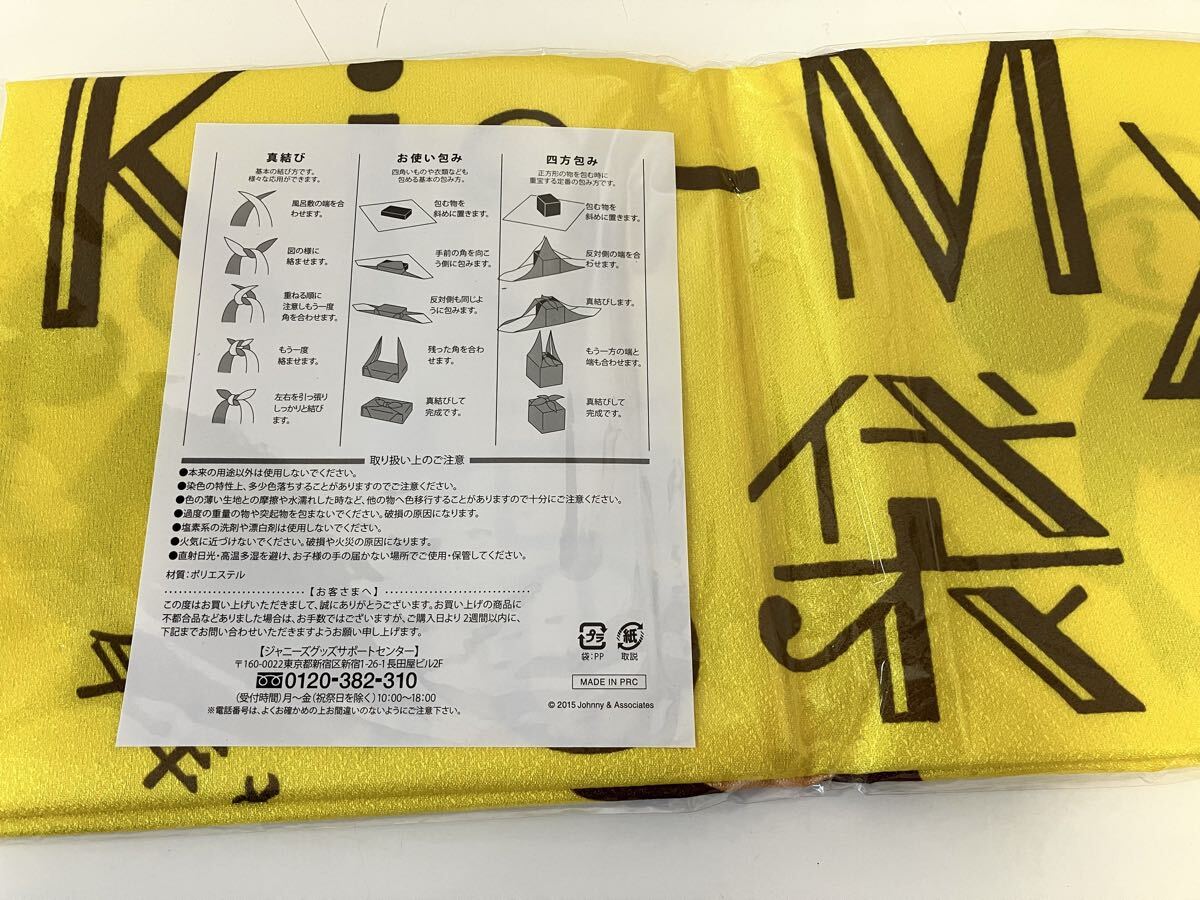 Kis-My
袋
真結び
基本の結び方です。
様々な応用ができます。
風呂敷の端を合
わせます。
図の様に
絡ませます。
重ねる順に
注意しもう一度
角を合わせます。
もう一度
絡ませます。
左右を引っ張り
しっかりと結び
ます。
お使い包み
四角いものや衣類なども
包める基本の包み方。
包む物を
斜めに置きます。
手前の角を向こ
う側に包みます。
反対側も同じよ
うに包みます。
残った角を合わ
せます。
真結びして
完成です。
四方包み
正方形の物を包む時に
重宝する定番の包み方です。
包む物を
斜めに置きます。
反対側の端を合
わせます。
真結びします。
もう一方の端と
端も合わせます。
真結びして
完成です。
取り扱い上のご注意
●本来の用途以外は使用しないでください。
●染色の特性上、多少色落ちすることがありますのでご注意ください。
●色の薄い生地との摩擦や水濡れした時など、他の物へ色移行することがありますので十分にご注意ください。
●過度の重量の物や突起物を包まないでください。破損の原因になります。
●塩素系の洗剤や漂白剤は使用しないでください。
●火気に近づけないでください。破損や火災の原因になります。
●直射日光・高温多湿を避け、お子様の手の届かない場所でご使用・保管してください。
材質：ポリエステル
【お客さまへ】
この度はお買い上げいただきまして、誠にありがとうございます。お買い上げの商品に
不都合品などありました場合は、お手数ではございますが、ご購入日より2週間以内に、
下記までお問い合わせいただきますようお願い申し上げます。
【ジャニーズグッズサポートセンター】
〒160-0022東京都新宿区新宿1-26-1長田屋ビル2F
0120-382-310
(受付時間)月～金(祝祭日を除く)10:00～18:00
※電話番号は、よくお確かめの上お間違いのないようにご注意下さい。
プラ
袋：PP
紙
取説
MADE IN PRC
© 2015 Johnny & Associates